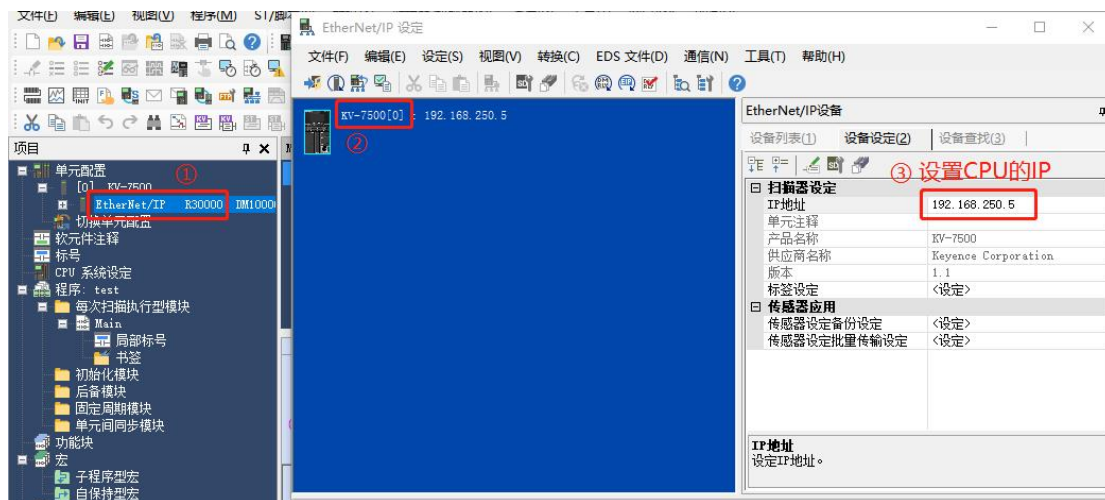 文件(F) 编辑(E) 视图(V) 程序(M) ST/脚
项目
单元配置
①
[0] KV-7500
EtherNet/IP R30000 DM1000
切换单元配置
软元件注释
标号
CPU 系统设定
程序: test
每次扫描执行型模块
Main
局部标号
书签
初始化模块
后备模块
固定周期模块
单元间同步模块
功能块
宏
子程序型宏
自保持型宏
EtherNet/IP 设定
文件(F) 编辑(E) 设定(S) 视图(V) 转换(C) EDS 文件(D) 通信(N) 工具(T) 帮助(H)
KV-7500[0] : 192.168.250.5
②
EtherNet/IP设备
设备列表(1) 设备设定(2) 设备查找(3)
③ 设置CPU的IP
扫描器设定
IP地址 192.168.250.5
单元注释
产品名称 KV-7500
供应商名称 Keyence Corporation
版本 1.1
标签设定 <设定>
传感器应用
传感器设定备份设定 <设定>
传感器设定批量传输设定 <设定>
IP地址
设定IP地址。